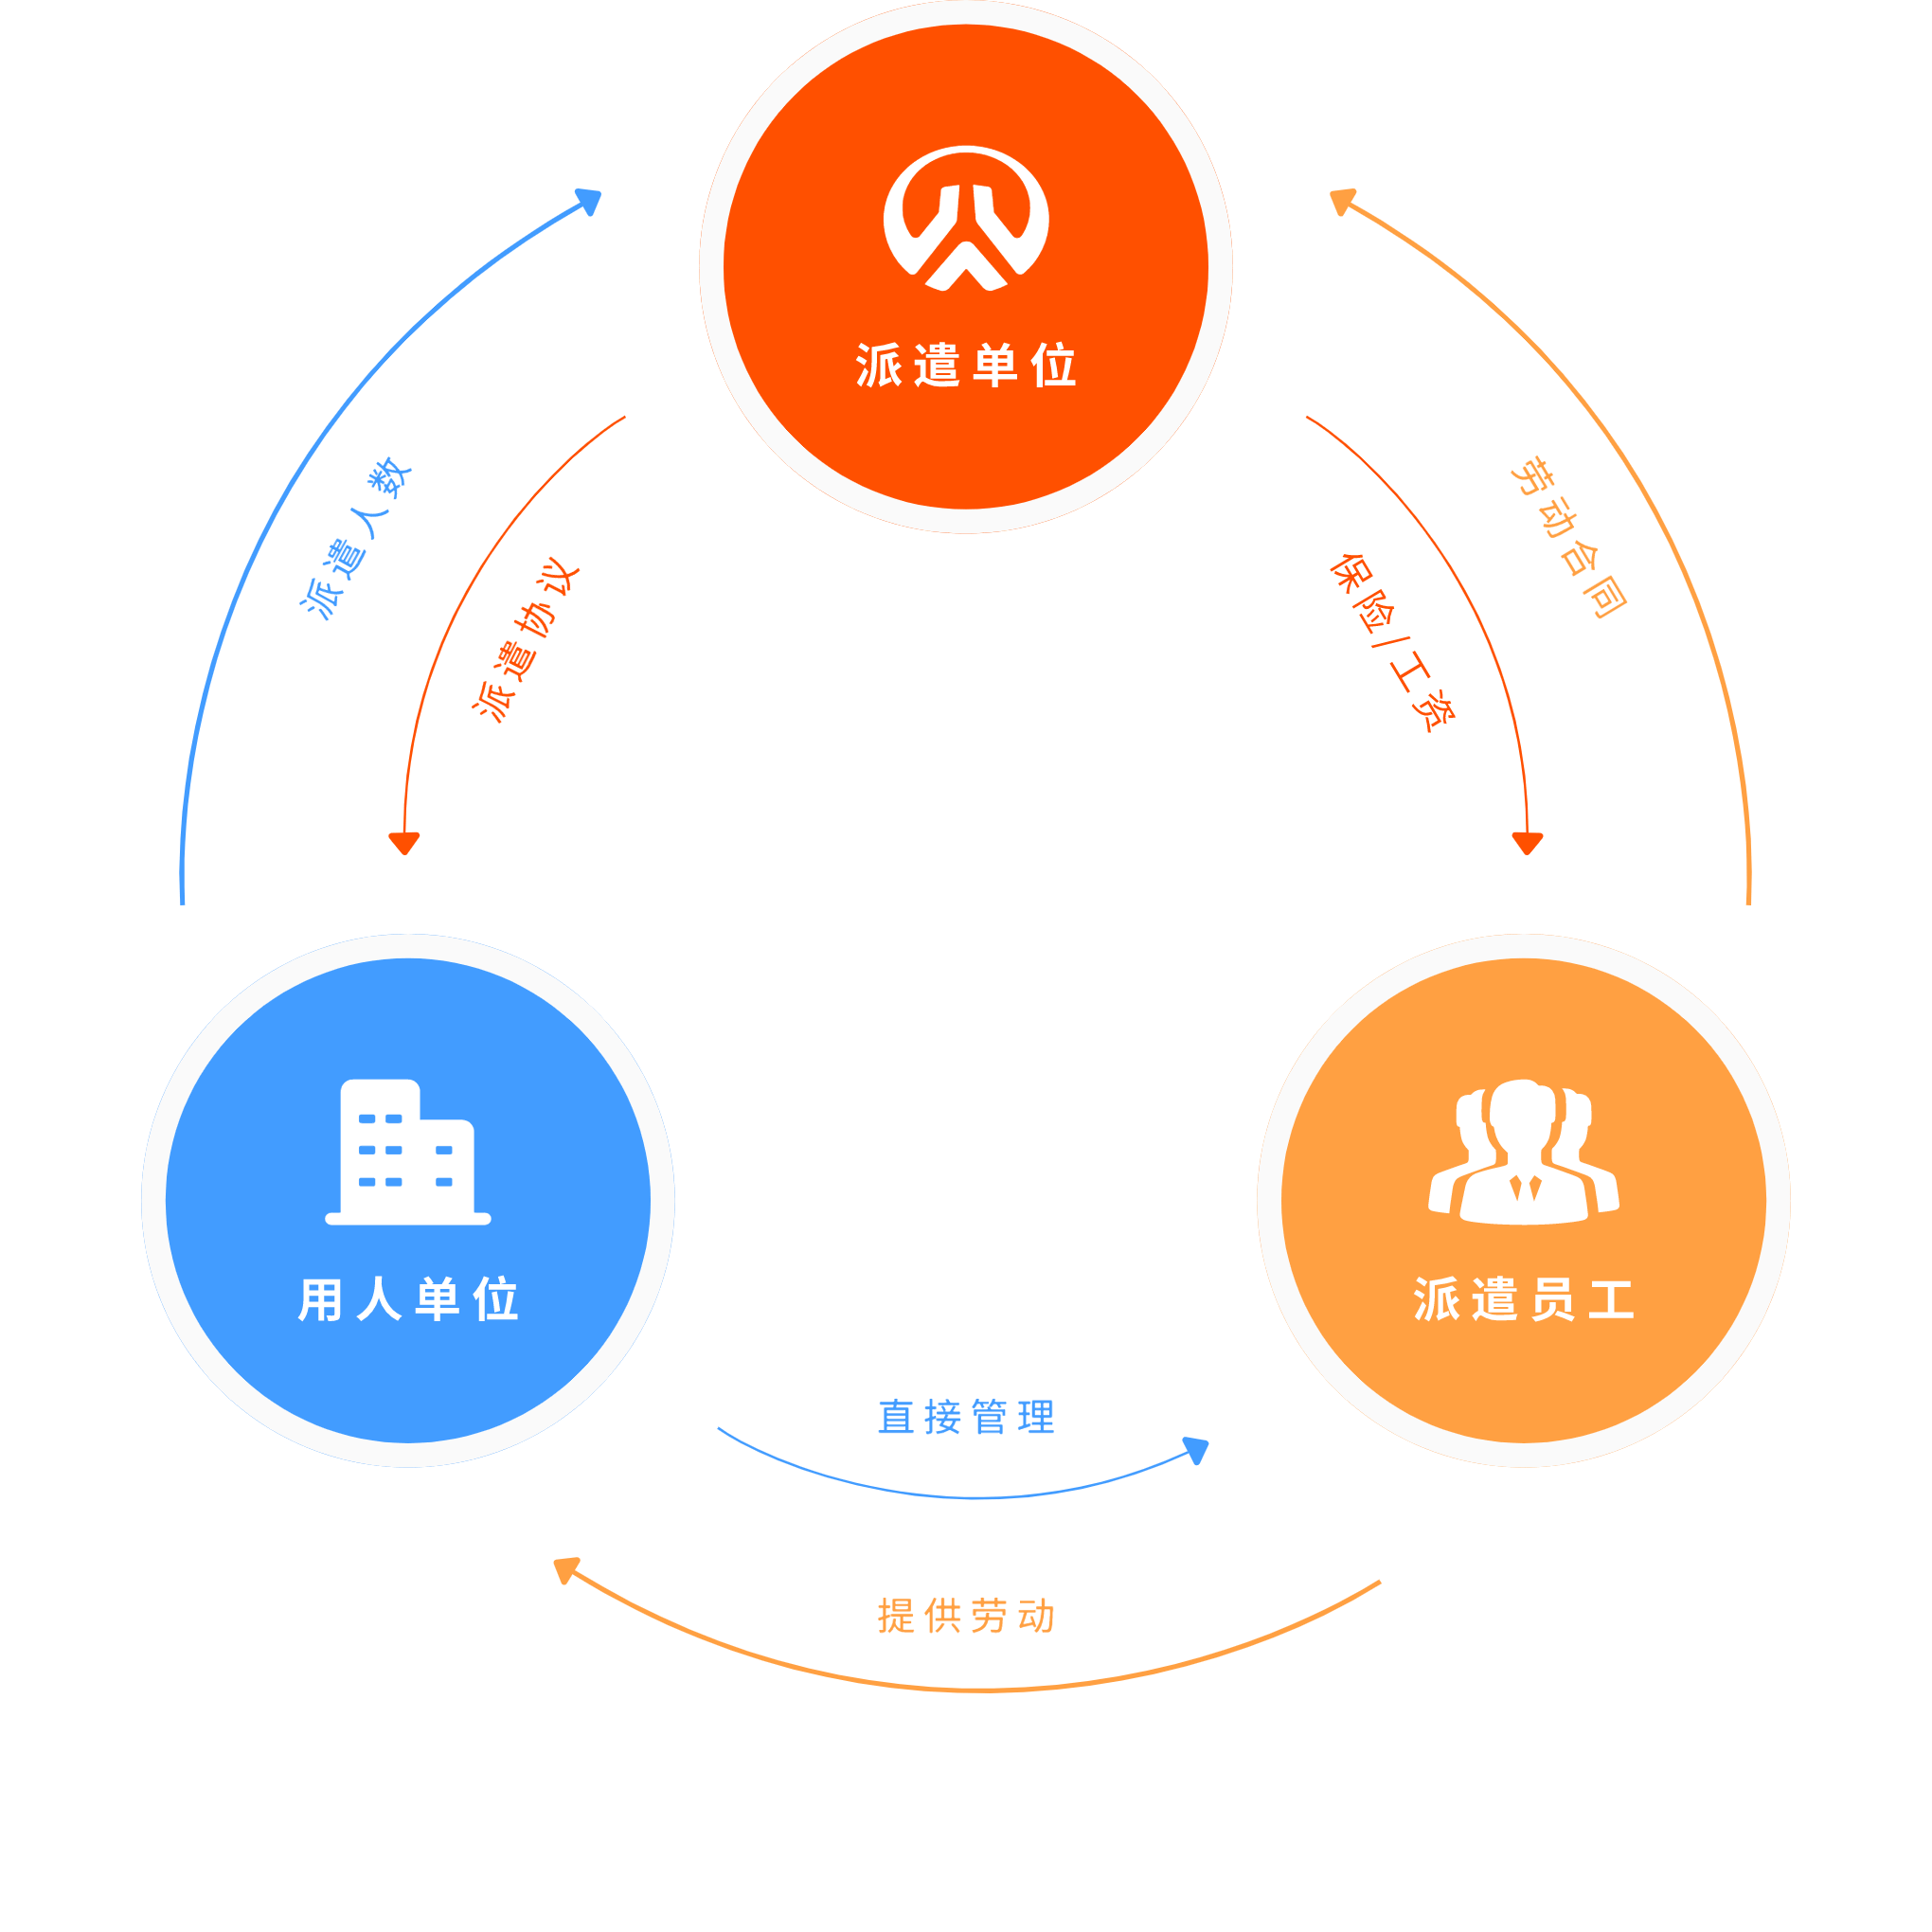 派遣单位
派遣人数
派遣协议
保险/工资
劳动合同
用人单位
派遣员工
直接管理
提供劳动